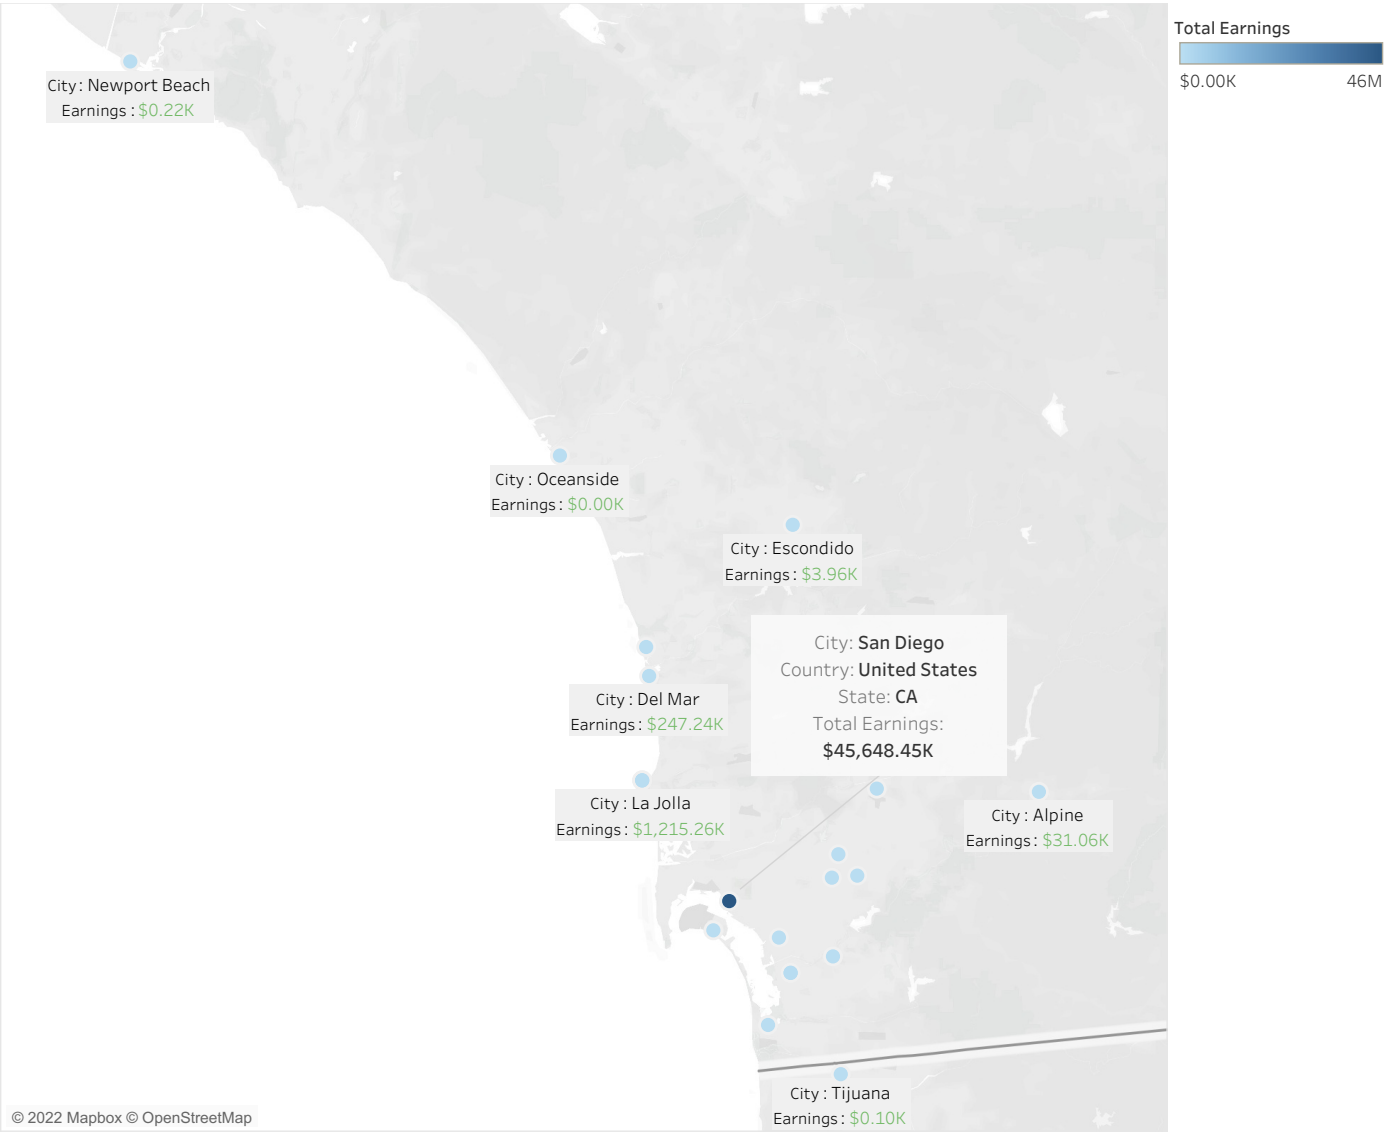 Total Earnings
$0.00K 46M
City : Newport Beach
Earnings : $0.22K
City : Oceanside
Earnings : $0.00K
City : Escondido
Earnings : $3.96K
City: San Diego
Country: United States
State: CA
Total Earnings:
$45,648.45K
City : Del Mar
Earnings : $247.24K
City : La Jolla
Earnings : $1,215.26K
City : Alpine
Earnings : $31.06K
City : Tijuana
Earnings : $0.10K
© 2022 Mapbox © OpenStreetMap